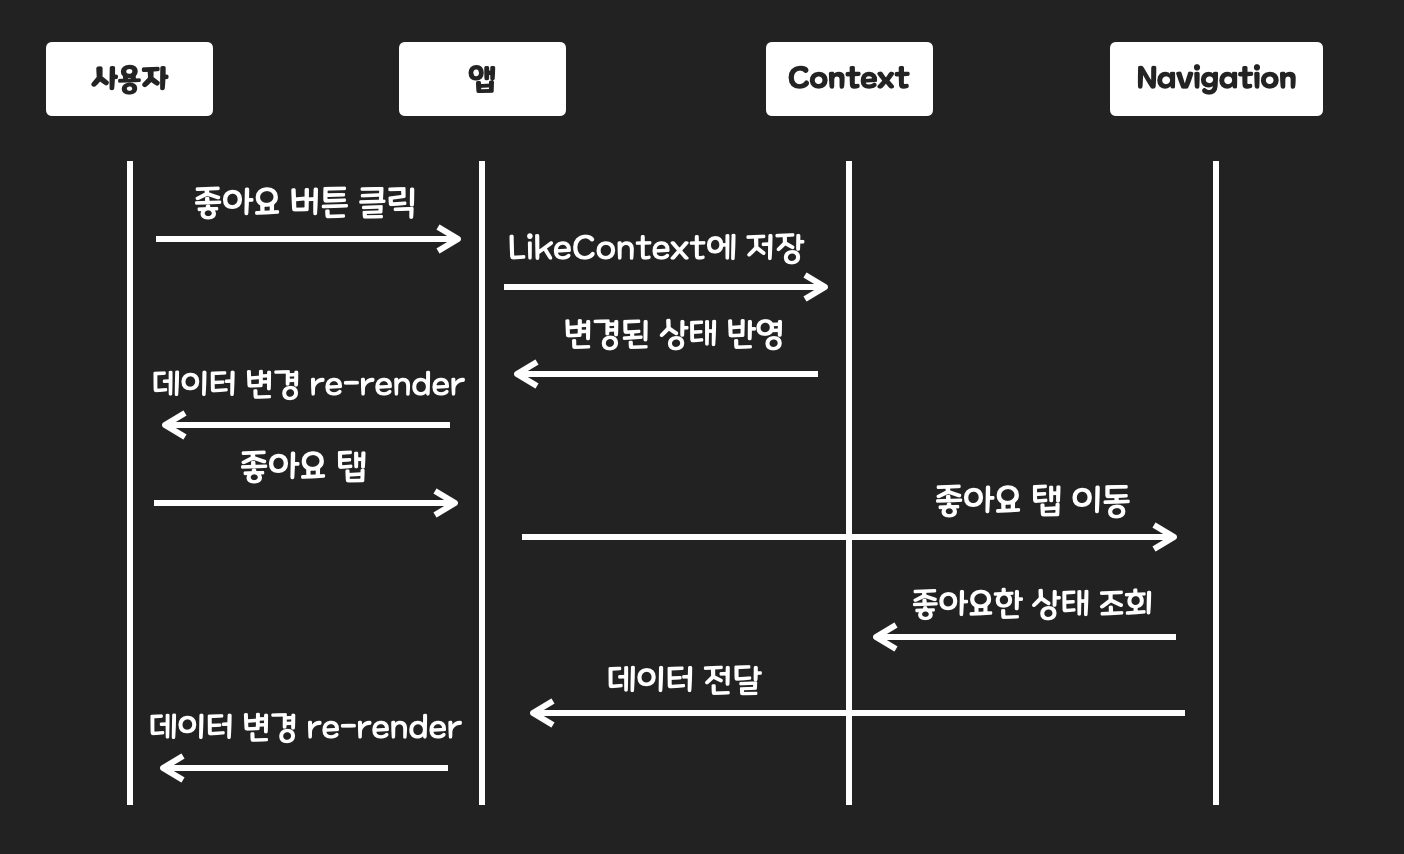 사용자
앱
Context
Navigation
좋아요 버튼 클릭
LikeContext에 저장
변경된 상태 반영
데이터 변경 re-render
좋아요 탭
좋아요 탭 이동
좋아요한 상태 조회
데이터 전달
데이터 변경 re-render